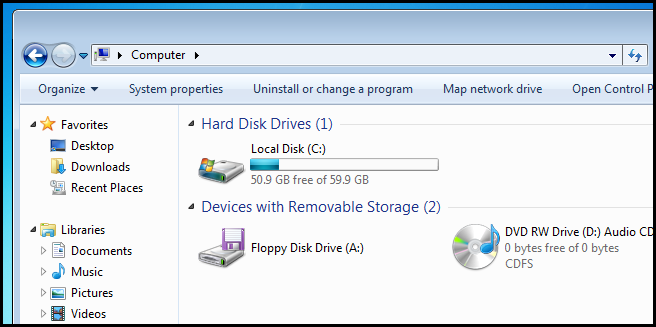 Computer
Organize System properties Uninstall or change a program Map network drive Open Control P
Favorites
Desktop
Downloads
Recent Places
Libraries
Documents
Music
Pictures
Videos
Hard Disk Drives (1)
Local Disk (C:)
50.9 GB free of 59.9 GB
Devices with Removable Storage (2)
Floppy Disk Drive (A:)
DVD RW Drive (D:) Audio CD
0 bytes free of 0 bytes
CDFS